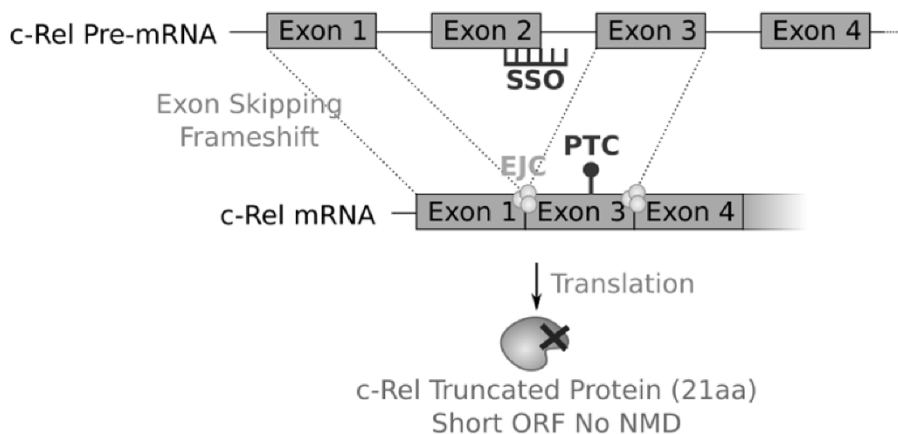 c-Rel Pre-mRNA
Exon 1
Exon 2
Exon 3
Exon 4
SSO
Exon Skipping
Frameshift
PTC
EJC
c-Rel mRNA
Exon 1
Exon 3
Exon 4
Translation
c-Rel Truncated Protein (21aa)
Short ORF No NMD